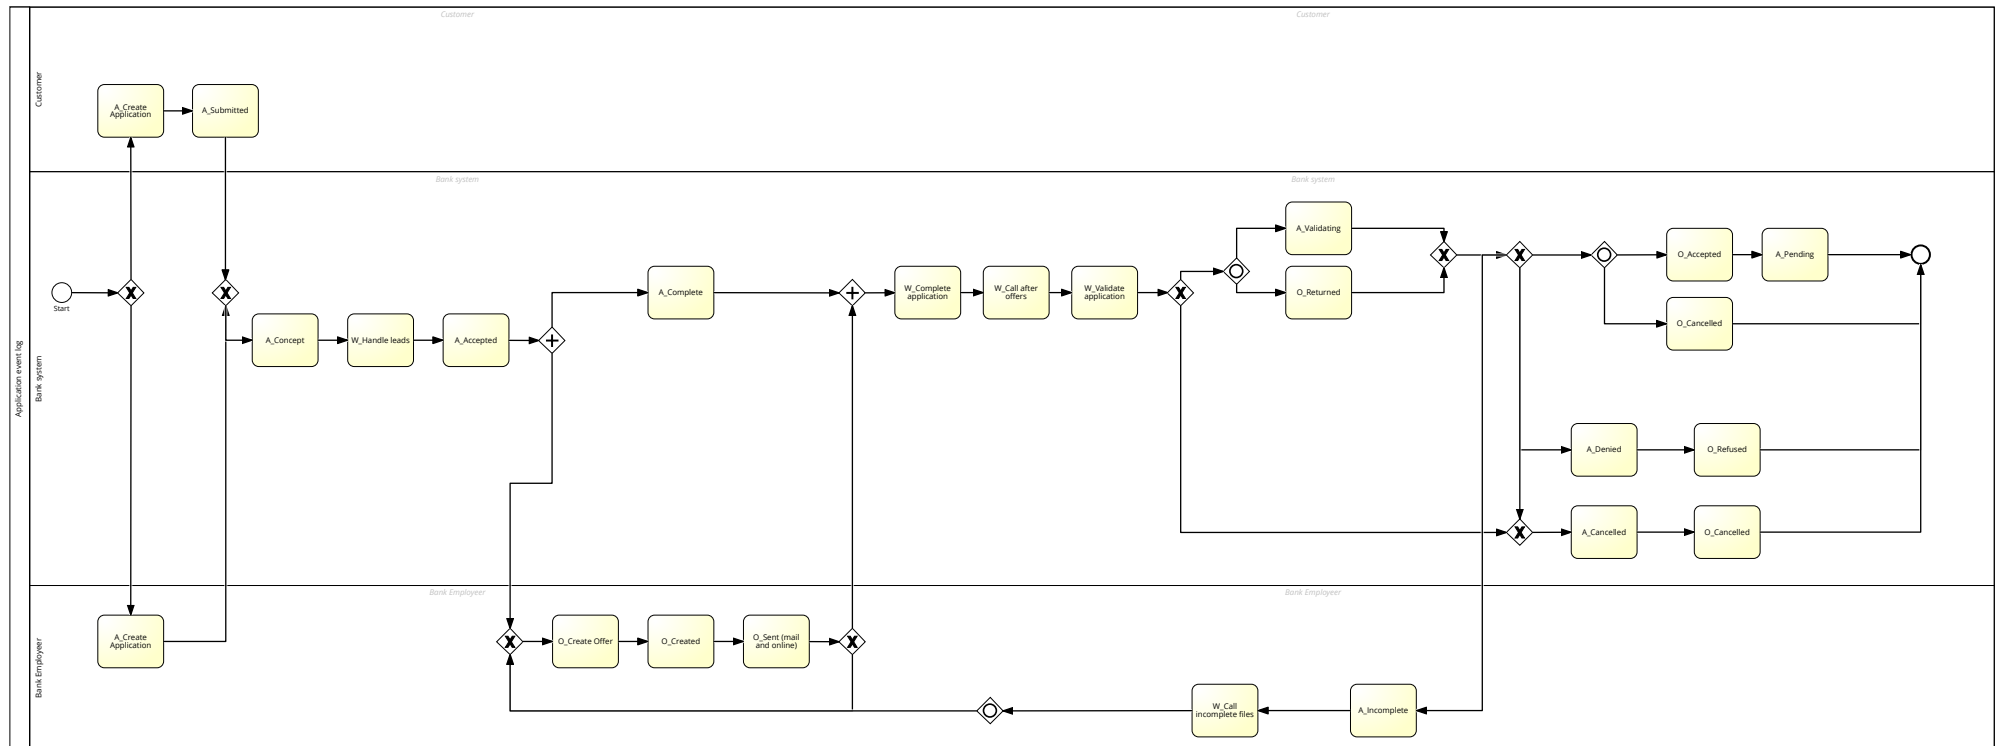 Application event log
Customer
Customer
Customer
A_Create
Application
A_Submitted
Bank system
Bank system
Bank system
Start
A_Concept
W_Handle leads
A_Accepted
A_Complete
W_Complete
application
W_Call after
offers
W_Validate
application
A_Validating
O_Returned
O_Accepted
A_Pending
O_Cancelled
A_Denied
O_Refused
A_Cancelled
O_Cancelled
Bank Employeer
Bank Employeer
Bank Employeer
A_Create
Application
O_Create Offer
O_Created
O_Sent (mail
and online)
W_Call
incomplete files
A_Incomplete